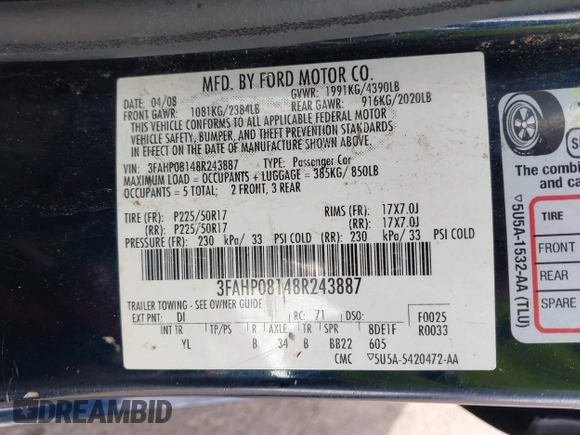 MFD. BY FORD MOTOR CO.
DATE: 04/08 GVWR: 1991KG/4390LB
FRONT GAWR: 1081KG/2384LB REAR GAWR: 916KG/2020LB
THIS VEHICLE CONFORMS TO ALL APPLICABLE FEDERAL MOTOR
VEHICLE SAFETY, BUMPER, AND THEFT PREVENTION STANDARDS
IN EFFECT ON THE DATE OF MANUFACTURE SHOWN ABOVE.
VIN: 3FAHP08148R243887 TYPE: Passenger Car
MAXIMUM LOAD = OCCUPANTS + LUGGAGE = 385KG/ 850LB
OCCUPANTS = 5 TOTAL: 2 FRONT, 3 REAR
TIRE (FR): P225/50R17 RIMS (FR): 17X7.0J
(RR): P225/50R17 (RR): 17X7.0J
PRESSURE (FR): 230 kPa/ 33 PSI COLD (RR): 230 kPa/ 33 PSI COLD
3FAHP08148R243887
TRAILER TOWING - SEE OWNER GUIDE
EXT PNT: DI RC: 71 DSO: F0025
INT TR TP/PS R AXLE TR SPR 8DE1F R0033
YL B 34 B BB22 605
CMC ▽5U5A-5420472-AA
The combin
and ca
TIRE
FRONT
REAR
SPARE
▽5U5A-1532-AA (TLU)
DREAMBID